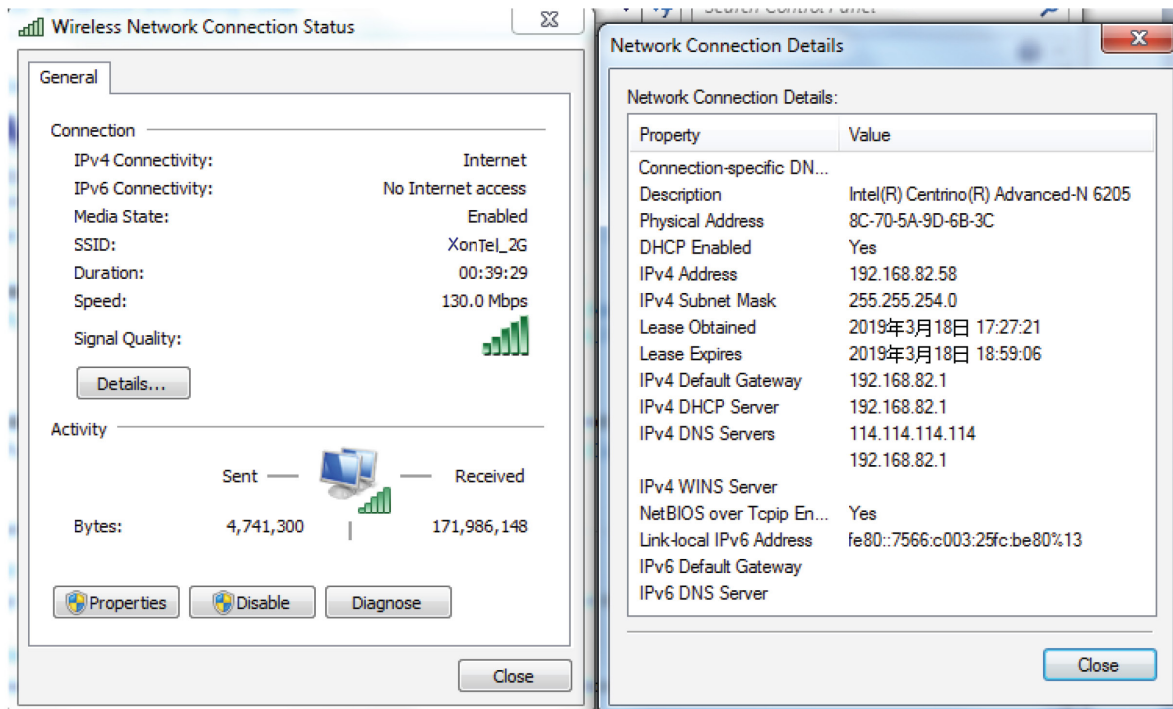 Wireless Network Connection Status
General
Connection
IPv4 Connectivity: Internet
IPv6 Connectivity: No Internet access
Media State: Enabled
SSID: XonTel_2G
Duration: 00:39:29
Speed: 130.0 Mbps
Signal Quality:
Details...
Activity
Sent Received
Bytes: 4,741,300 171,986,148
Properties Disable Diagnose
Close
Search Control Panel
Network Connection Details
Network Connection Details:
Property Value
Connection-specific DN...
Description Intel(R) Centrino(R) Advanced-N 6205
Physical Address 8C-70-5A-9D-6B-3C
DHCP Enabled Yes
IPv4 Address 192.168.82.58
IPv4 Subnet Mask 255.255.254.0
Lease Obtained 2019年3月18日 17:27:21
Lease Expires 2019年3月18日 18:59:06
IPv4 Default Gateway 192.168.82.1
IPv4 DHCP Server 192.168.82.1
IPv4 DNS Servers 114.114.114.114
192.168.82.1
IPv4 WINS Server
NetBIOS over Tcpip En... Yes
Link-local IPv6 Address fe80::7566:c003:25fc:be80%13
IPv6 Default Gateway
IPv6 DNS Server
Close